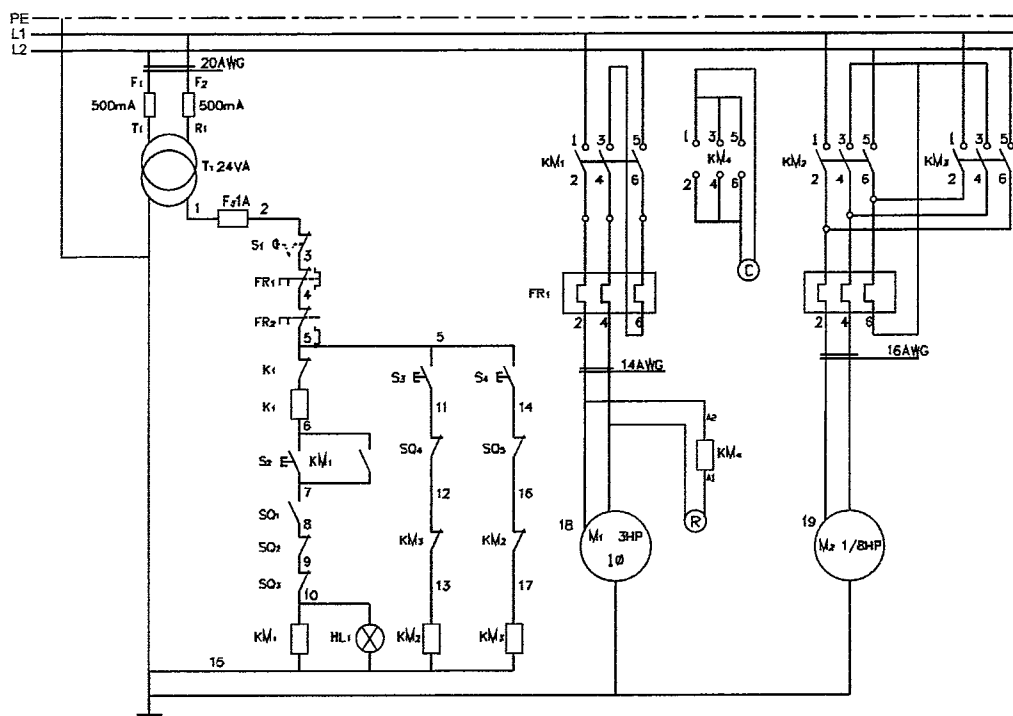 PE
L1
L2
20AWG
F1 F2
500mA 500mA
T1 R1
T1 24VA
1 F3 1A 2
S1
3
FR1
4
FR2
5 5
K1 S3 S4
K1 11 14
6
S2 KM1 SQ4 SQ5
7
SQ1 12 16
8
SQ2 KM3 KM2
9
SQ3 13 17
10
KM1 HL1 KM2 KM3
15
1 3 5
KM1
2 4 6
FR1
2 4 6
14AWG
1 3 5
KM4
2 4 6
C
A2
KM4
A1
R
18 M1 3HP
1Ø
1 3 5
KM2
2 4 6
1 3 5
KM3
2 4 6
2 4 6
16AWG
19 M2 1/8HP